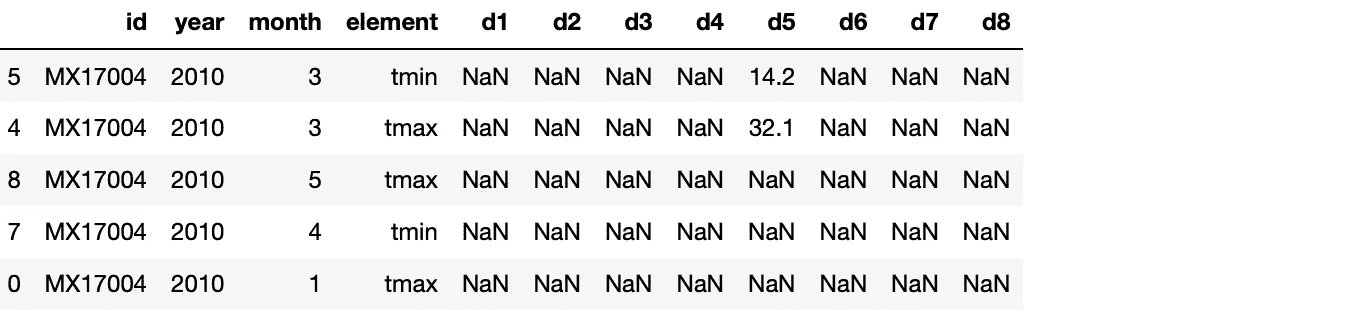 id year month element d1 d2 d3 d4 d5 d6 d7 d8
5 MX17004 2010 3 tmin NaN NaN NaN NaN 14.2 NaN NaN NaN
4 MX17004 2010 3 tmax NaN NaN NaN NaN 32.1 NaN NaN NaN
8 MX17004 2010 5 tmax NaN NaN NaN NaN NaN NaN NaN NaN
7 MX17004 2010 4 tmin NaN NaN NaN NaN NaN NaN NaN NaN
0 MX17004 2010 1 tmax NaN NaN NaN NaN NaN NaN NaN NaN